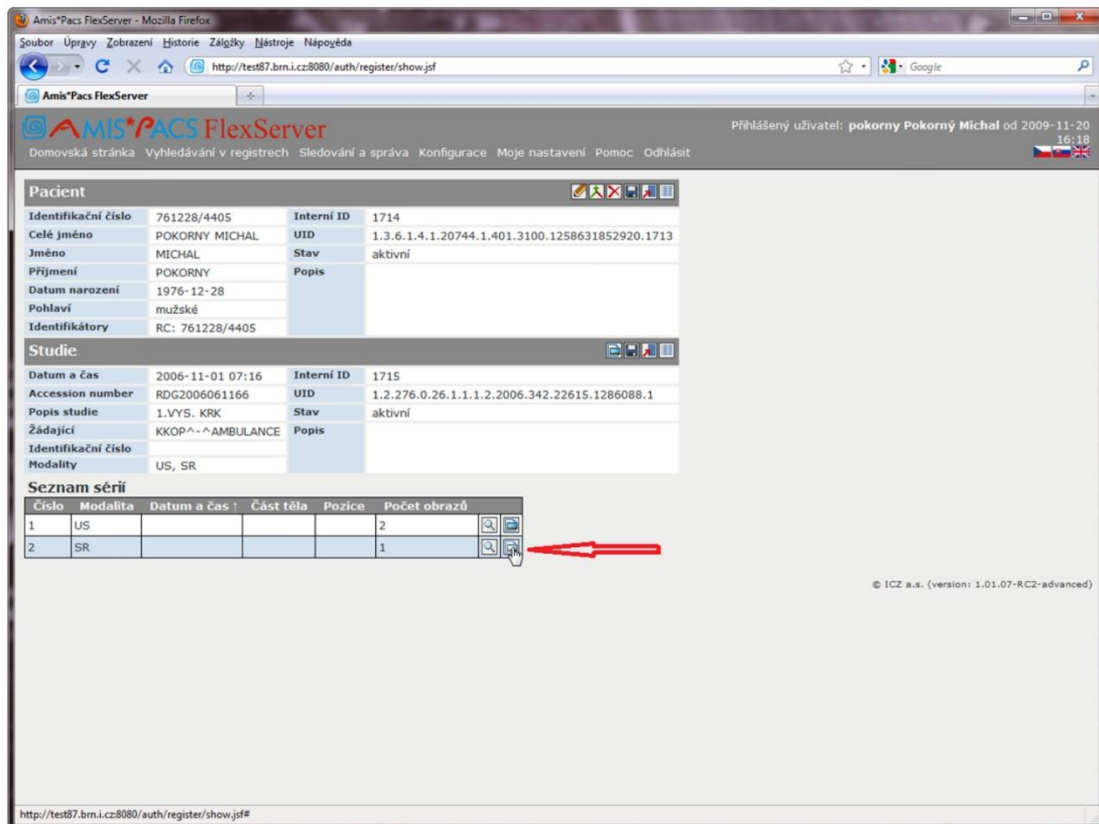 Amis*Pacs FlexServer - Mozilla Firefox
Soubor Úpravy Zobrazení Historie Záložky Nástroje Nápověda
http://test87.brn.i.cz:8080/auth/register/show.jsf
Google
Amis*Pacs FlexServer
AMIS*PACS FlexServer
Přihlášený uživatel: pokorny Pokorný Michal od 2009-11-20
16:18
Domovská stránka Vyhledávání v registrech Sledování a správa Konfigurace Moje nastavení Pomoc Odhlásit
Pacient
Identifikační číslo 761228/4405 Interní ID 1714
Celé jméno POKORNY MICHAL UID 1.3.6.1.4.1.20744.1.401.3100.1258631852920.1713
Jméno MICHAL Stav aktivní
Příjmení POKORNY Popis
Datum narození 1976-12-28
Pohlaví mužské
Identifikátory RC: 761228/4405
Studie
Datum a čas 2006-11-01 07:16 Interní ID 1715
Accession number RDG2006061166 UID 1.2.276.0.26.1.1.1.2.2006.342.22615.1286088.1
Popis studie 1.VYS. KRK Stav aktivní
Žádající KKOP^-^AMBULANCE Popis
Identifikační číslo
Modality US, SR
Seznam sérií
Číslo Modalita Datum a čas ↑ Část těla Pozice Počet obrazů
1 US 2
2 SR 1
© ICZ a.s. (version: 1.01.07-RC2-advanced)
http://test87.brn.i.cz:8080/auth/register/show.jsf#